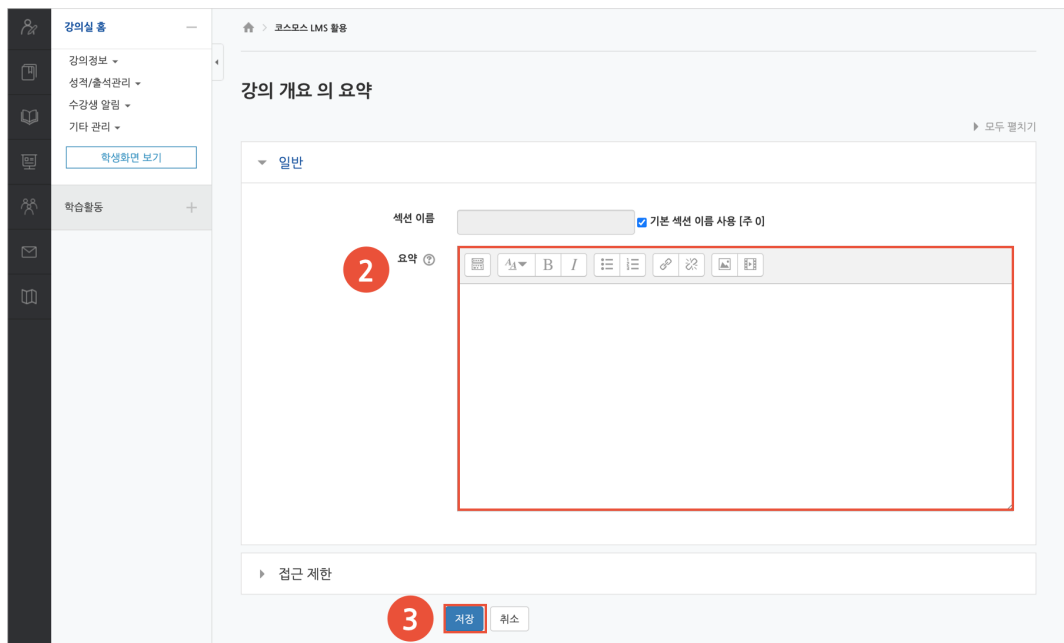 강의실 홈
코스모스 LMS 활용
강의정보
성적/출석관리
수강생 알림
기타 관리
학생화면 보기
학습활동
강의 개요 의 요약
모두 펼치기
일반
섹션 이름
기본 섹션 이름 사용 [주 0]
2
요약
B I
접근 제한
3
저장
취소